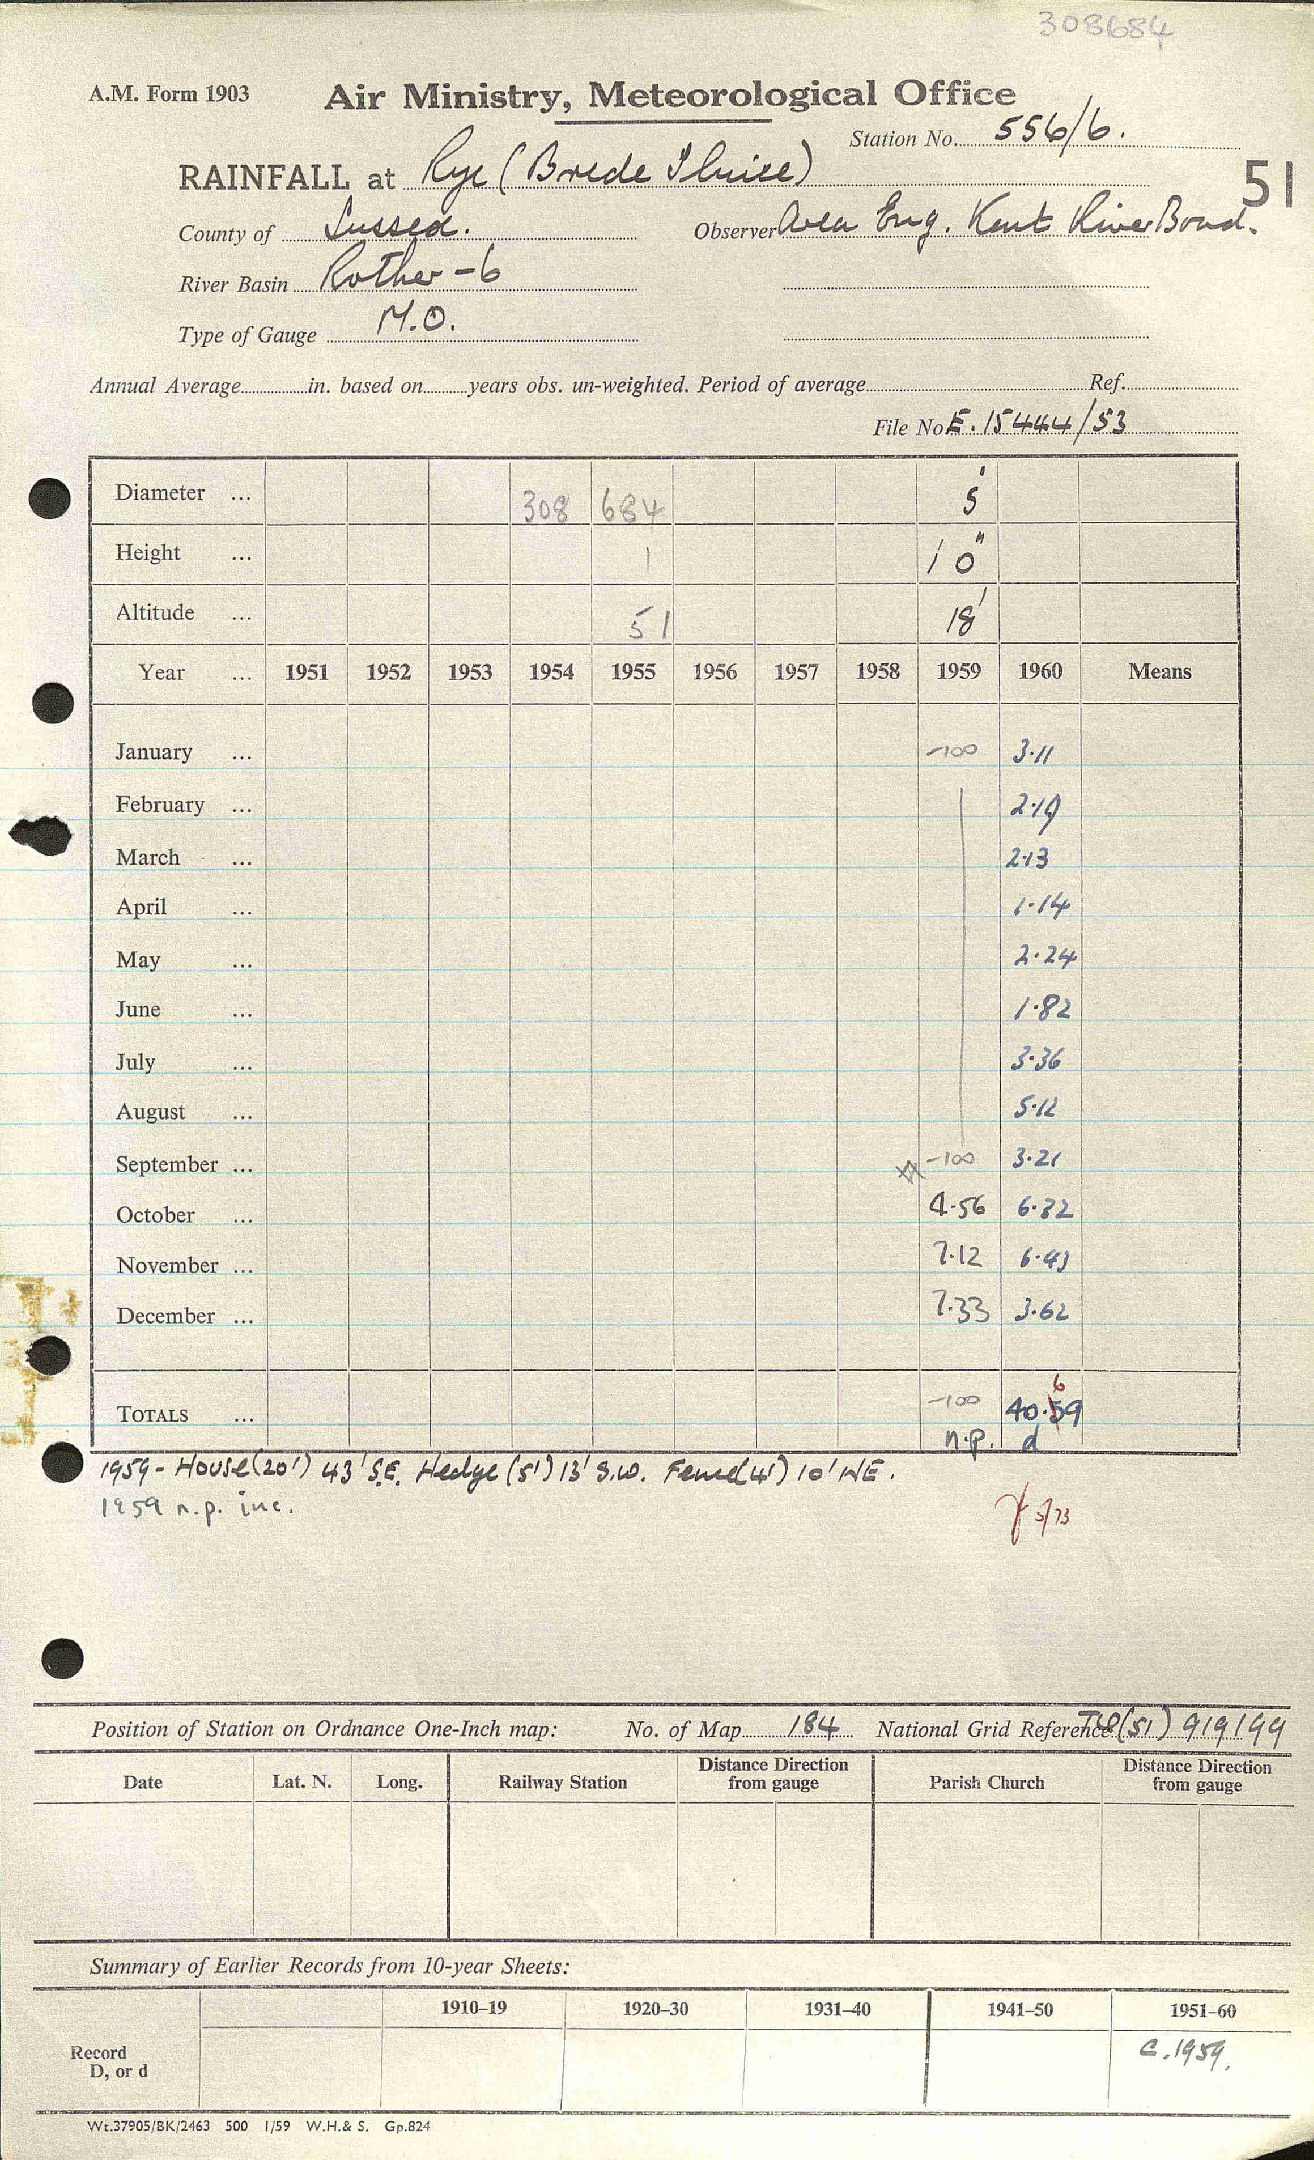 308684
A.M. Form 1903 Air Ministry, Meteorological Office
Station No. 556/6.
RAINFALL at Rye (Brede Sluice) 51
County of Sussex. Observer Area Eng. Kent River Board.
River Basin Rother - 6
Type of Gauge M.O.
Annual Average in. based on years obs. un-weighted. Period of average Ref.
File No E.15444/53
Diameter ... 308 684 5"
Height ... 1 1' 0"
Altitude ... 51 18'
Year ... 1951 1952 1953 1954 1955 1956 1957 1958 1959 1960 Means
January ... -100 3.11
February ... 2.19
March ... 2.13
April ... 1.14
May ... 2.24
June ... 1.82
July ... 3.36
August ... 5.12
September ... -100 3.21
October ... 4.56 6.32
November ... 7.12 6.43
December ... 7.33 3.62
6
TOTALS ... -100 40.59
n.p. d
1959 - House (20') 43' S.E. Hedge (5') 13' S.W. Fence (4') 10' NE.
1959 n.p. inc.
5/73
Position of Station on Ordnance One-Inch map: No. of Map 184 National Grid Reference TQ (51) 919199
Date Lat. N. Long. Railway Station Distance Direction from gauge Parish Church Distance Direction from gauge
Summary of Earlier Records from 10-year Sheets:
1910–19 1920–30 1931–40 1941–50 1951–60
Record
D, or d
C.1959.
Wt.37905/BK/2463 500 1/59 W.H.& S. Gp.824